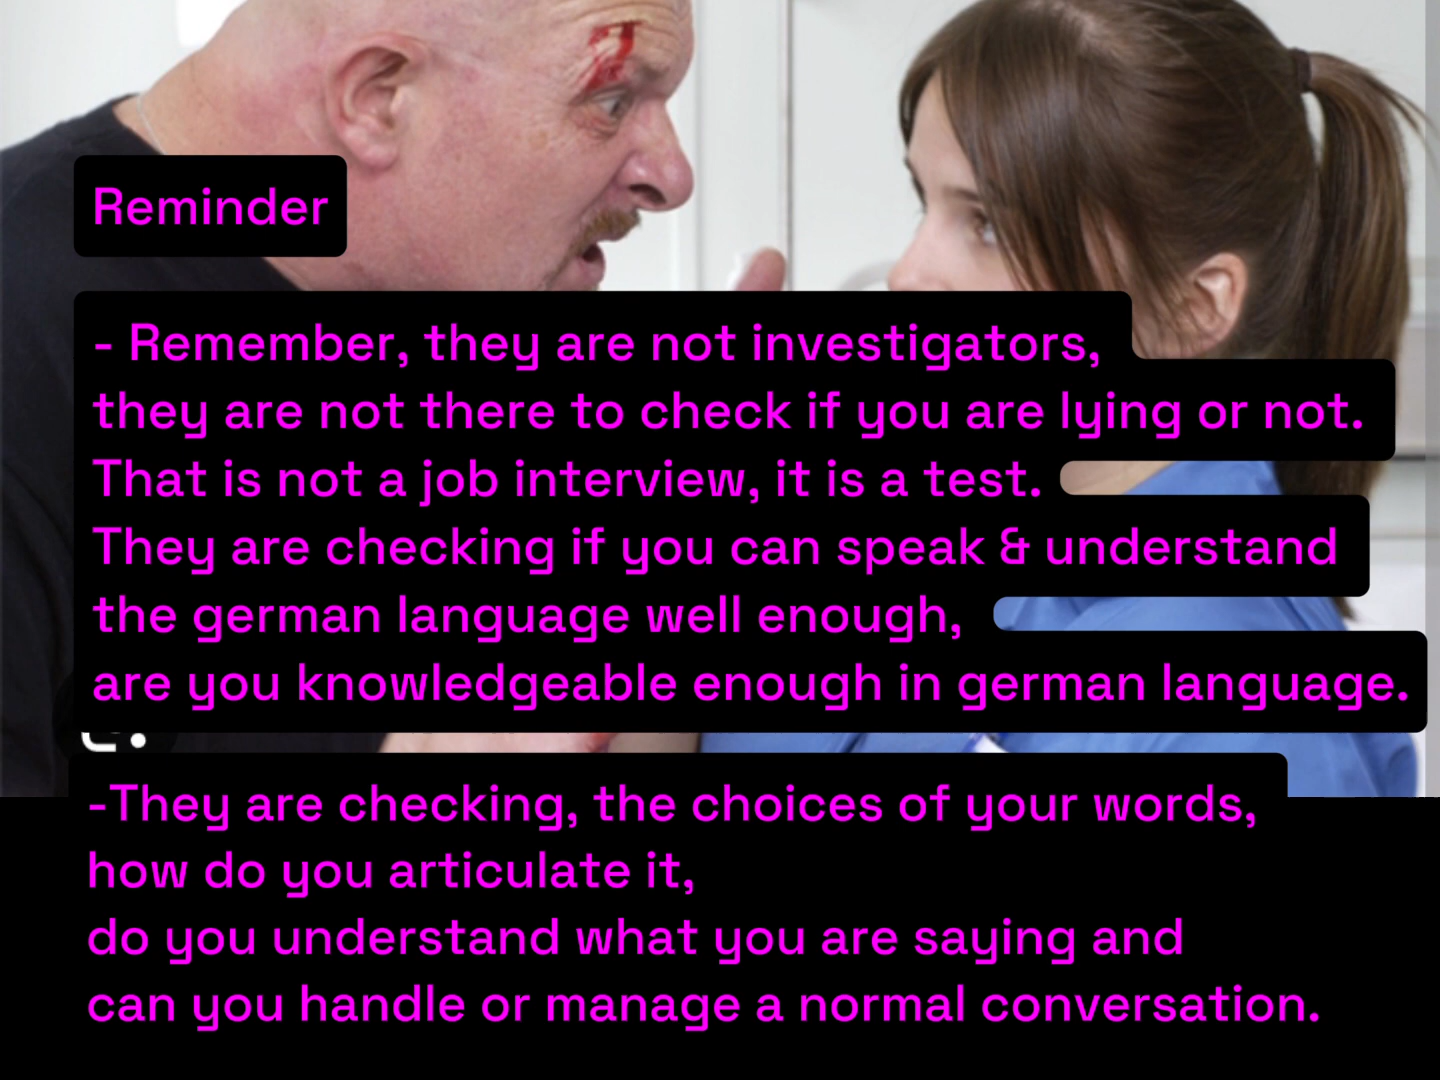 Reminder
- Remember, they are not investigators,
they are not there to check if you are lying or not.
That is not a job interview, it is a test.
They are checking if you can speak & understand
the german language well enough,
are you knowledgeable enough in german language.
-They are checking, the choices of your words,
how do you articulate it,
do you understand what you are saying and
can you handle or manage a normal conversation.